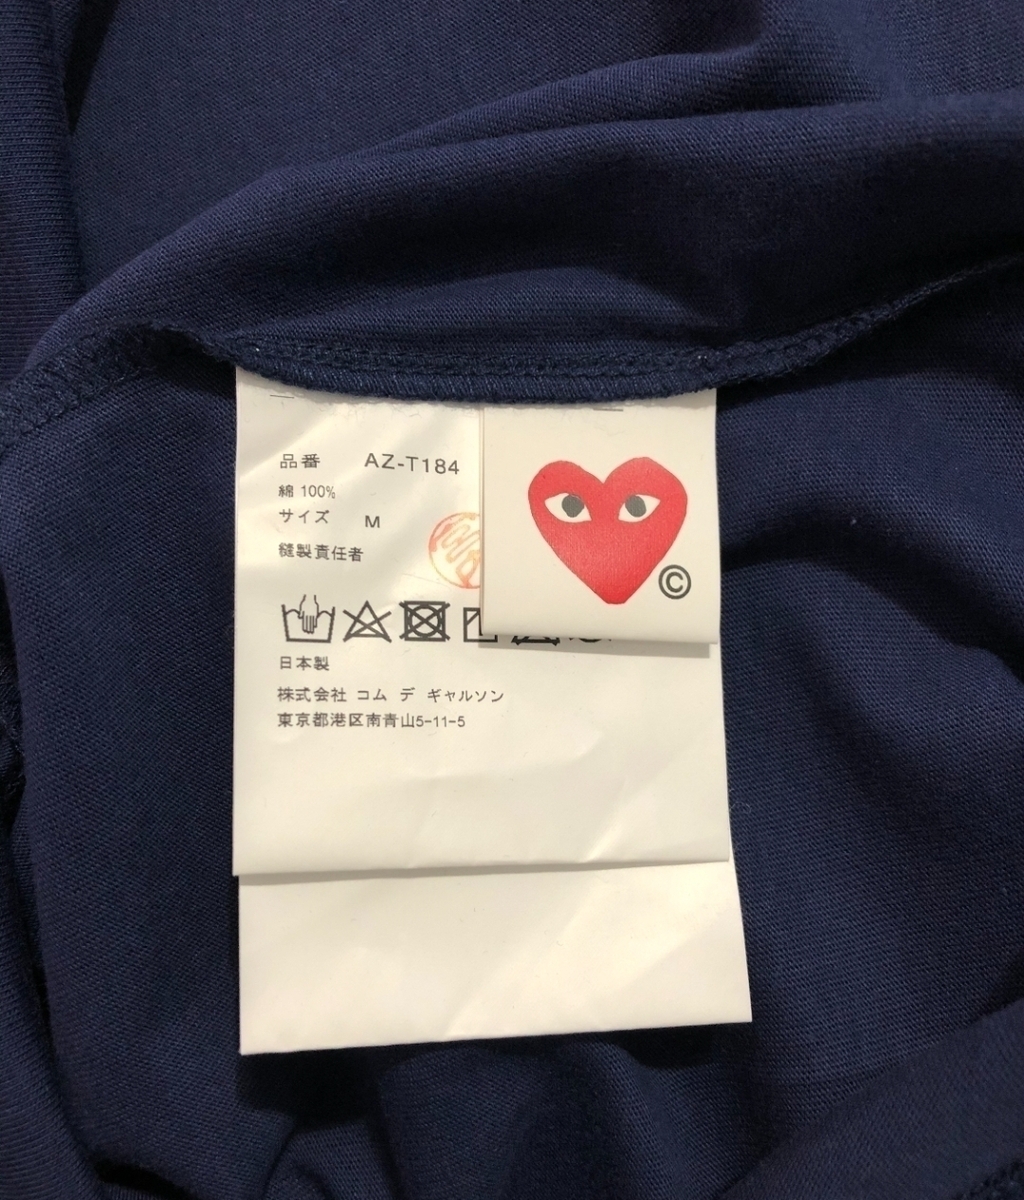 品番 AZ-T184
綿 100%
サイズ M
縫製責任者
日本製
株式会社 コム デ ギャルソン
東京都港区南青山5-11-5
©